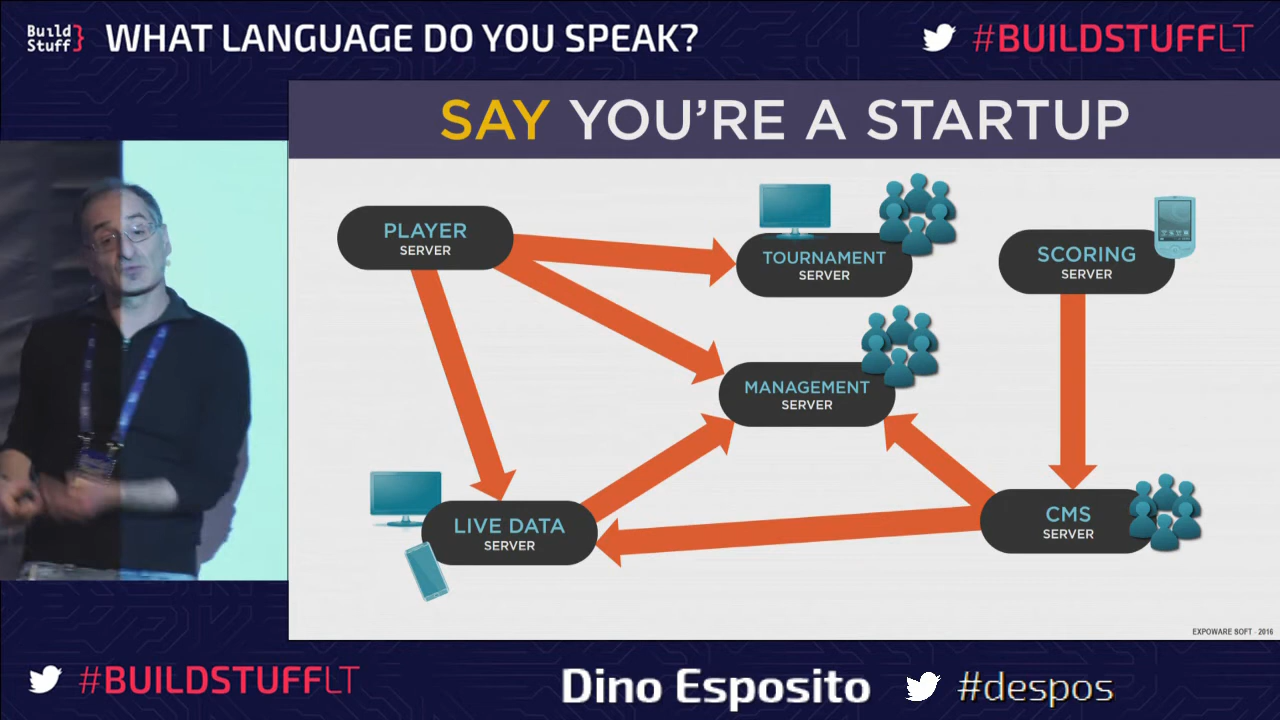 Build
Stuff}
WHAT LANGUAGE DO YOU SPEAK?
#BUILDSTUFFLT
SAY YOU'RE A STARTUP
PLAYER
SERVER
TOURNAMENT
SERVER
SCORING
SERVER
MANAGEMENT
SERVER
LIVE DATA
SERVER
CMS
SERVER
EXPOWARE SOFT - 2016
#BUILDSTUFFLT
Dino Esposito
#despos